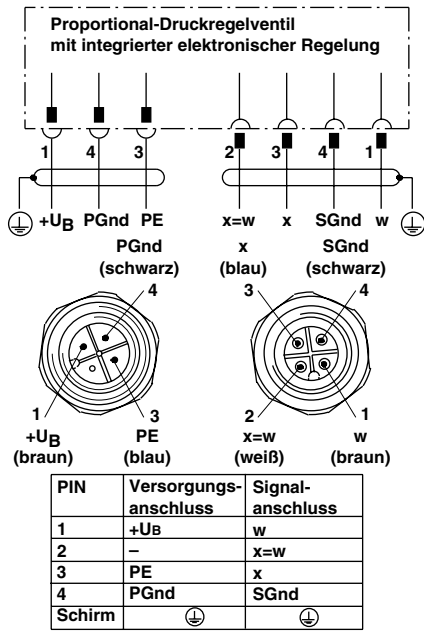 Proportional-Druckregelventil
mit integrierter elektronischer Regelung
1 4 3 2 3 4 1
+UB PGnd PE x=w x SGnd w
PGnd x SGnd
(schwarz) (blau) (schwarz)
4 3 4
1 3 2 1
+UB PE x=w w
(braun) (blau) (weiß) (braun)
PIN Versorgungs- Signal-
anschluss anschluss
1 +UB w
2 – x=w
3 PE x
4 PGnd SGnd
Schirm